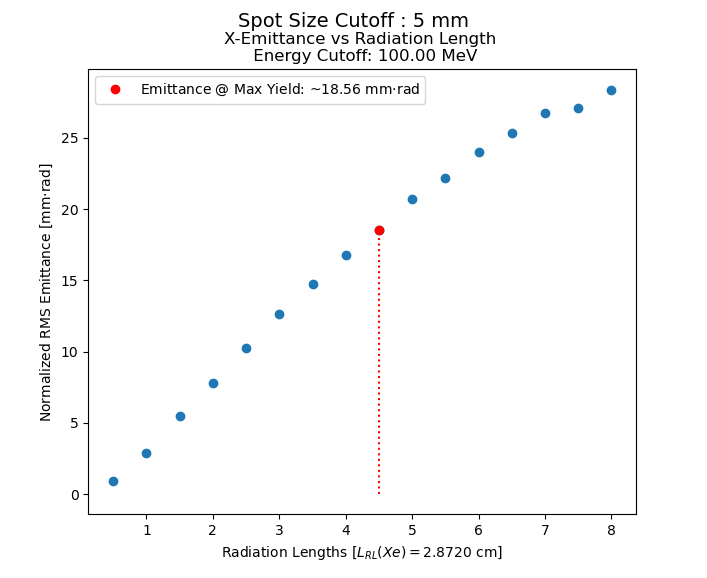 Spot Size Cutoff : 5 mm
X-Emittance vs Radiation Length
Energy Cutoff: 100.00 MeV
Emittance @ Max Yield: ~18.56 mm·rad
Normalized RMS Emittance [mm·rad]
25
20
15
10
5
0
1 2 3 4 5 6 7 8
Radiation Lengths [L_{RL}(Xe) = 2.8720 cm]